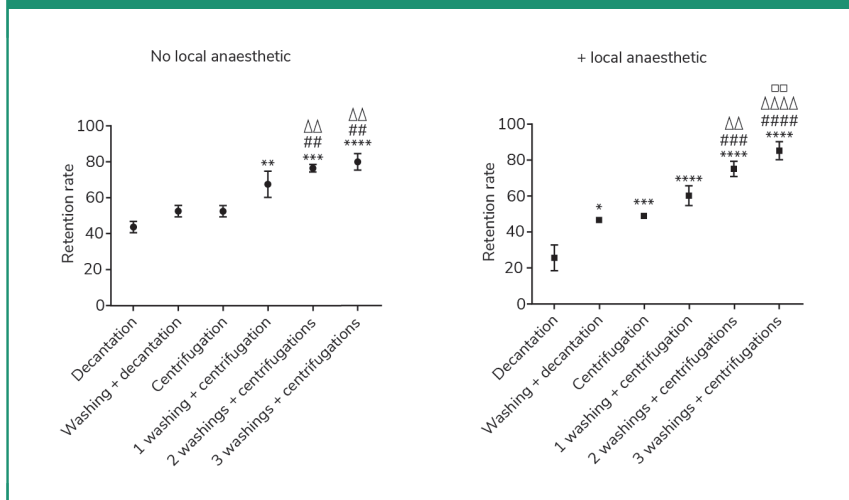 No local anaesthetic
ΔΔ
##
***
ΔΔ
##
****
**
100
80
60
40
20
0
Retention rate
Decantation
Washing + decantation
Centrifugation
1 washing + centrifugation
2 washings + centrifugations
3 washings + centrifugations
+ local anaesthetic
□□
ΔΔΔΔ
####
****
ΔΔ
###
****
****
***
*
100
80
60
40
20
0
Retention rate
Decantation
Washing + decantation
Centrifugation
1 washing + centrifugation
2 washings + centrifugations
3 washings + centrifugations